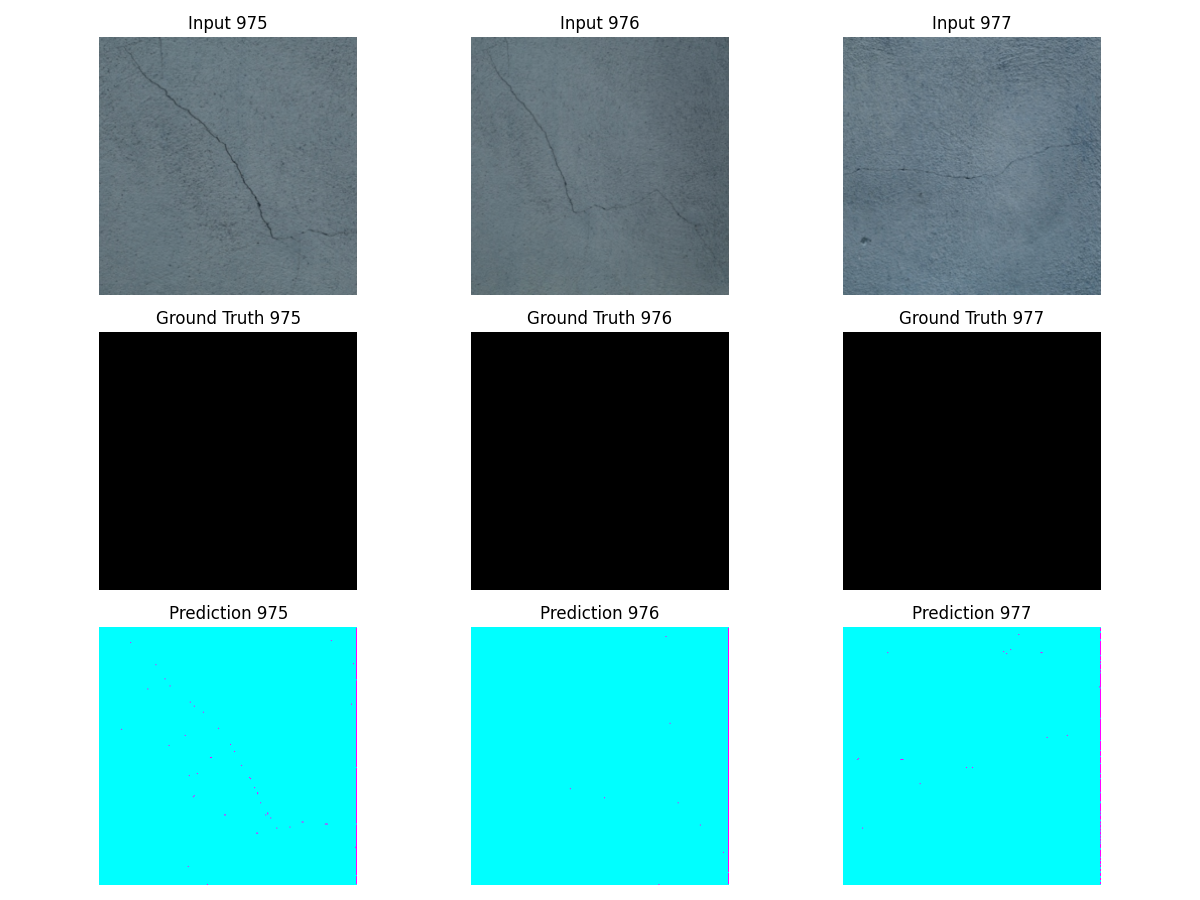 Input 975
Input 976
Input 977
Ground Truth 975
Ground Truth 976
Ground Truth 977
Prediction 975
Prediction 976
Prediction 977